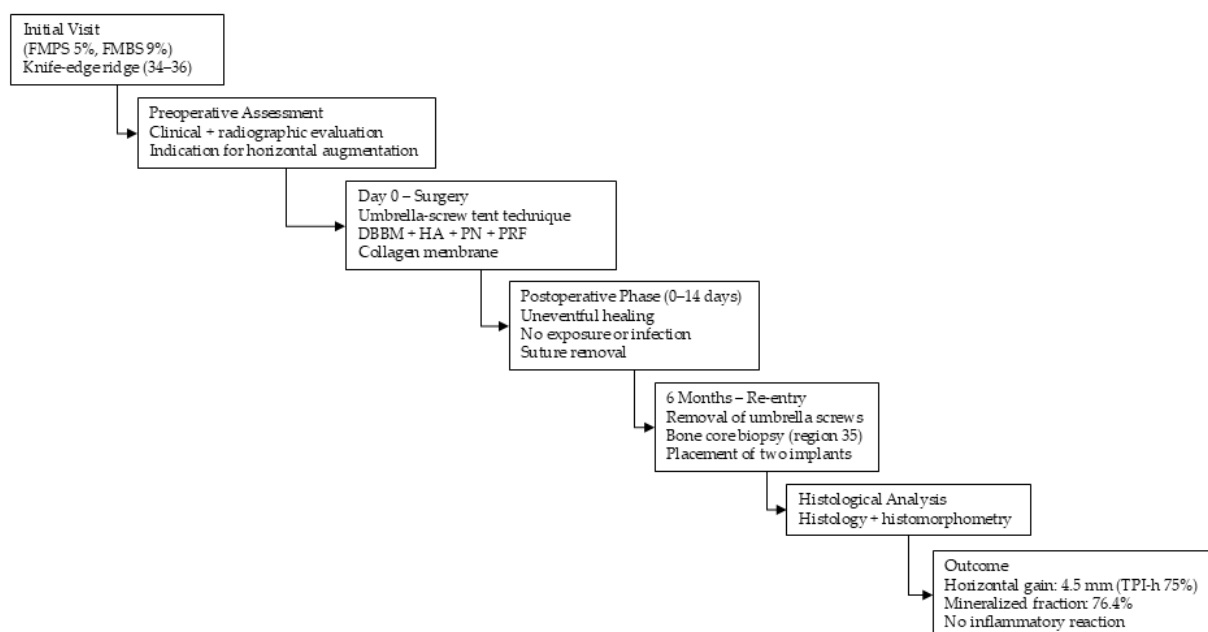 Initial Visit
(FMPS 5%, FMBS 9%)
Knife-edge ridge (34–36)
Preoperative Assessment
Clinical + radiographic evaluation
Indication for horizontal augmentation
Day 0 – Surgery
Umbrella-screw tent technique
DBBM + HA + PN + PRF
Collagen membrane
Postoperative Phase (0–14 days)
Uneventful healing
No exposure or infection
Suture removal
6 Months – Re-entry
Removal of umbrella screws
Bone core biopsy (region 35)
Placement of two implants
Histological Analysis
Histology + histomorphometry
Outcome
Horizontal gain: 4.5 mm (TPI-h 75%)
Mineralized fraction: 76.4%
No inflammatory reaction